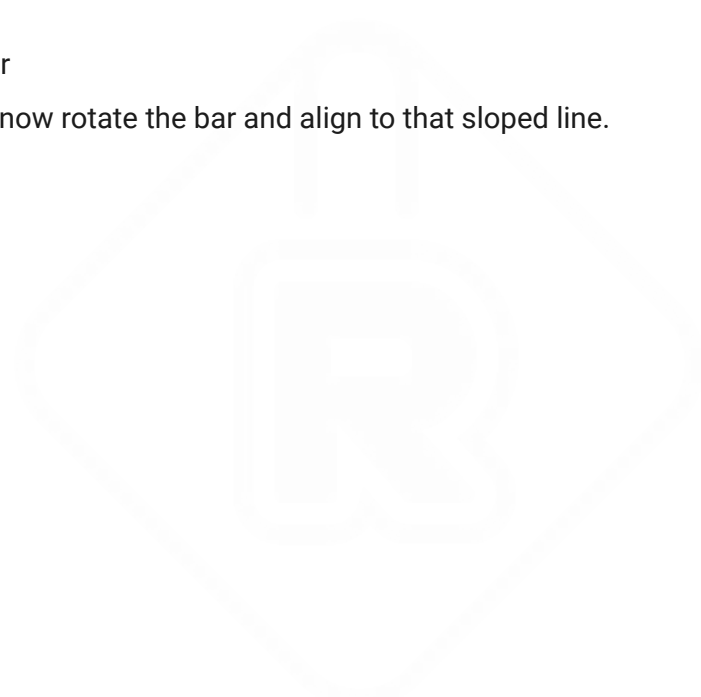 r
now rotate the bar and align to that sloped line.
R